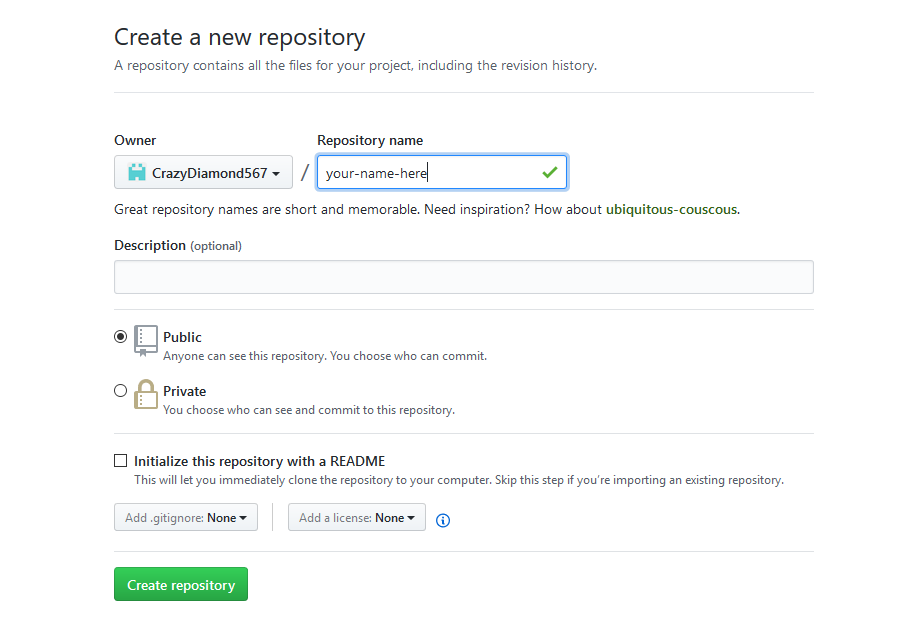 Create a new repository
A repository contains all the files for your project, including the revision history.
Owner
Repository name
CrazyDiamond567
/
your-name-here
Great repository names are short and memorable. Need inspiration? How about ubiquitous-couscous.
Description (optional)
Public
Anyone can see this repository. You choose who can commit.
Private
You choose who can see and commit to this repository.
Initialize this repository with a README
This will let you immediately clone the repository to your computer. Skip this step if you’re importing an existing repository.
Add .gitignore: None
Add a license: None
Create repository